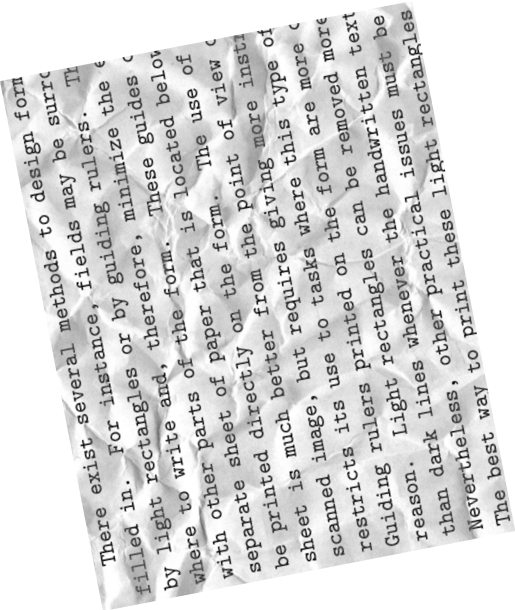 There exist several methods to design form
filled in. For instance, fields may be surro
by light rectangles or by guiding rulers. Th
where to write and, therefore, minimize the e
with other parts of the form. These guides c
separate sheet of paper that is located below
be printed directly on the form. The use of
sheet is much better from the point of view o
scanned image, but requires giving more instr
restricts its use to tasks where this type of
Guiding rulers printed on the form are more c
reason. Light rectangles can be removed more
than dark lines whenever the handwritten text
Nevertheless, other practical issues must be
The best way to print these light rectangles